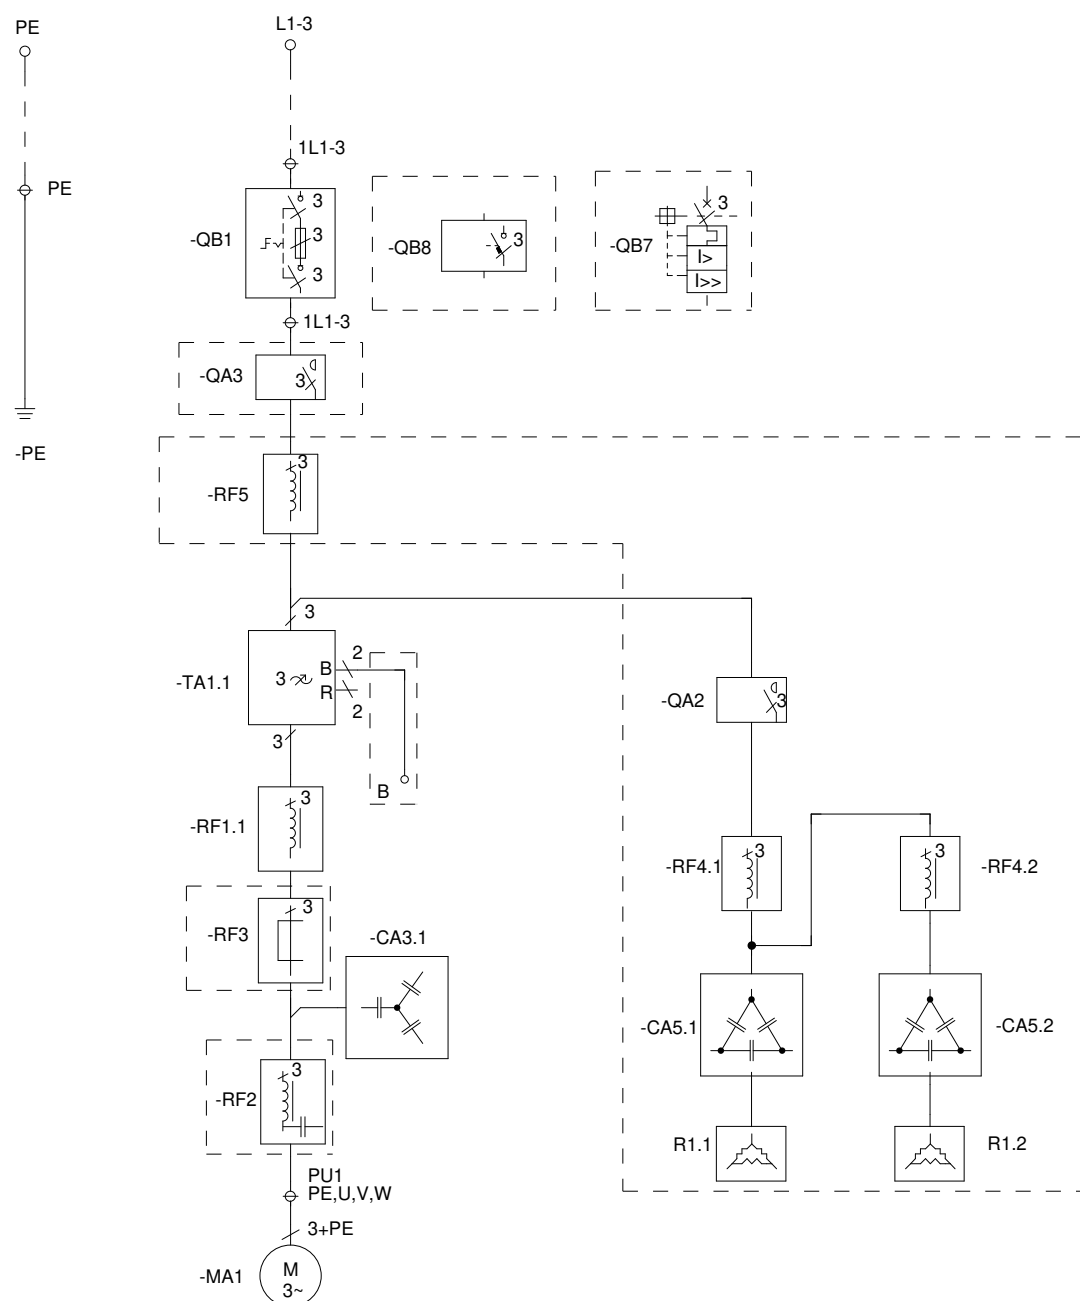 PE
L1-3
1L1-3
PE
-QB1
3
3
3
-QB8
3
-QB7
3
I>
I>>
1L1-3
-QA3
3
-PE
-RF5
3
3
-TA1.1
3
B
R
2
2
B
3
-QA2
3
-RF1.1
3
-RF4.1
3
3
-RF4.2
-RF3
3
-CA3.1
-CA5.1
-CA5.2
-RF2
3
R1.1
R1.2
PU1
PE,U,V,W
3+PE
-MA1
M
3~